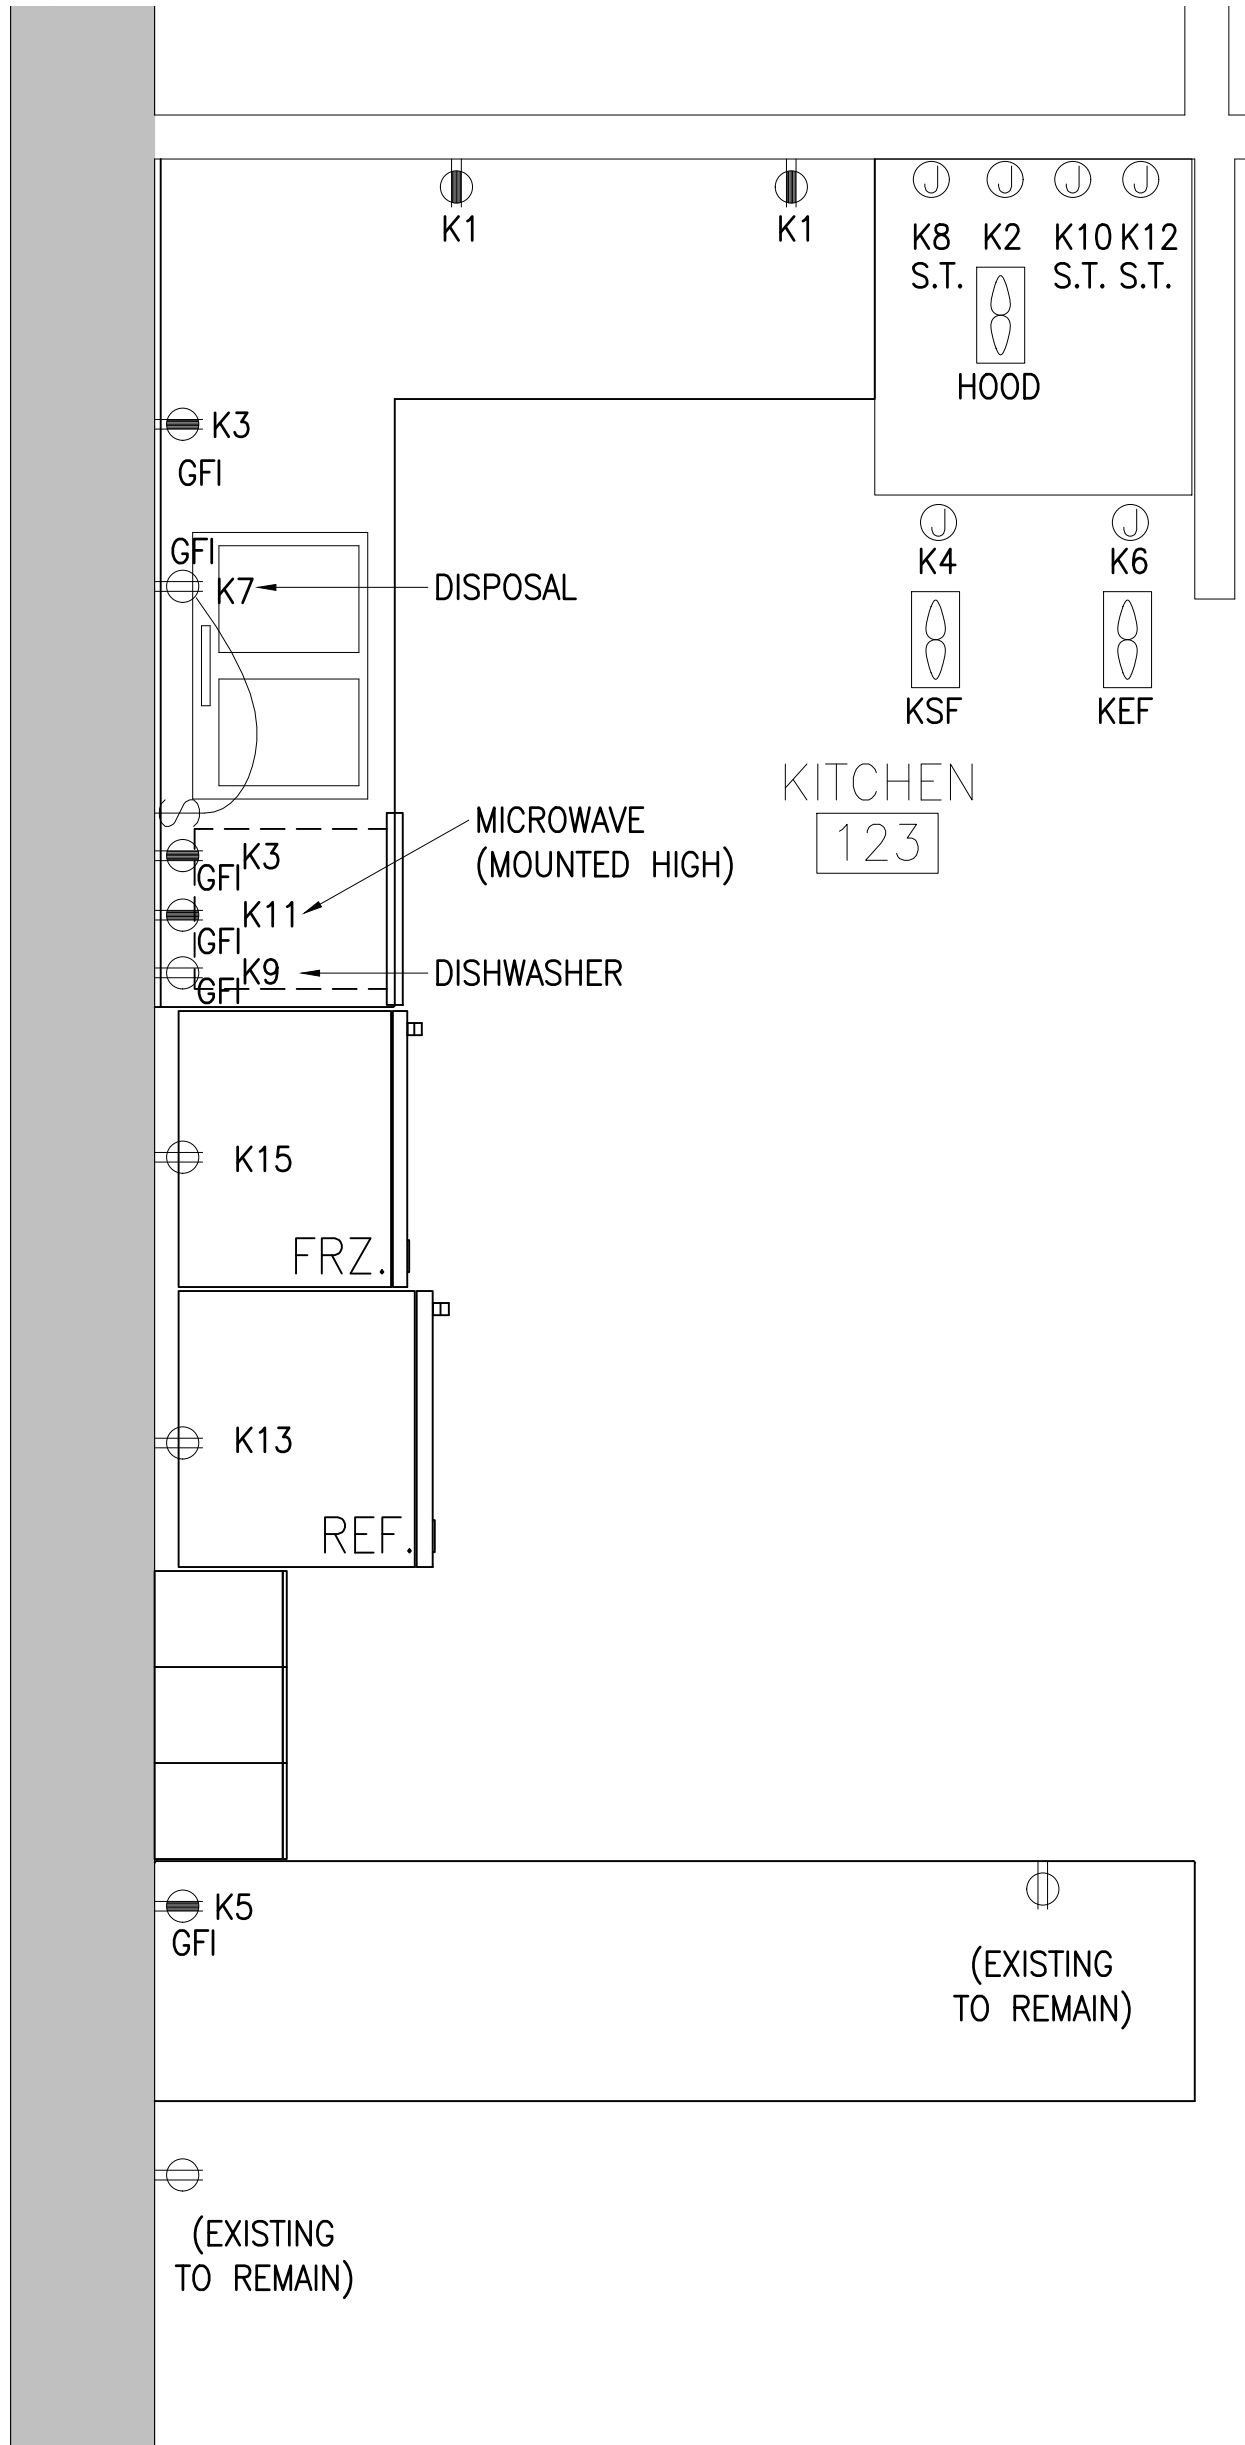 J J J J
K1 K1 K8 K2 K10 K12
S.T. S.T. S.T.
HOOD
K3
GFI
J J
K4 K6
GFI
K7 DISPOSAL
KSF KEF
KITCHEN
123
MICROWAVE
(MOUNTED HIGH)
K3
GFI
K11
GFI
K9 DISHWASHER
GFI
K15
FRZ.
K13
REF.
K5
GFI
(EXISTING
TO REMAIN)
(EXISTING
TO REMAIN)